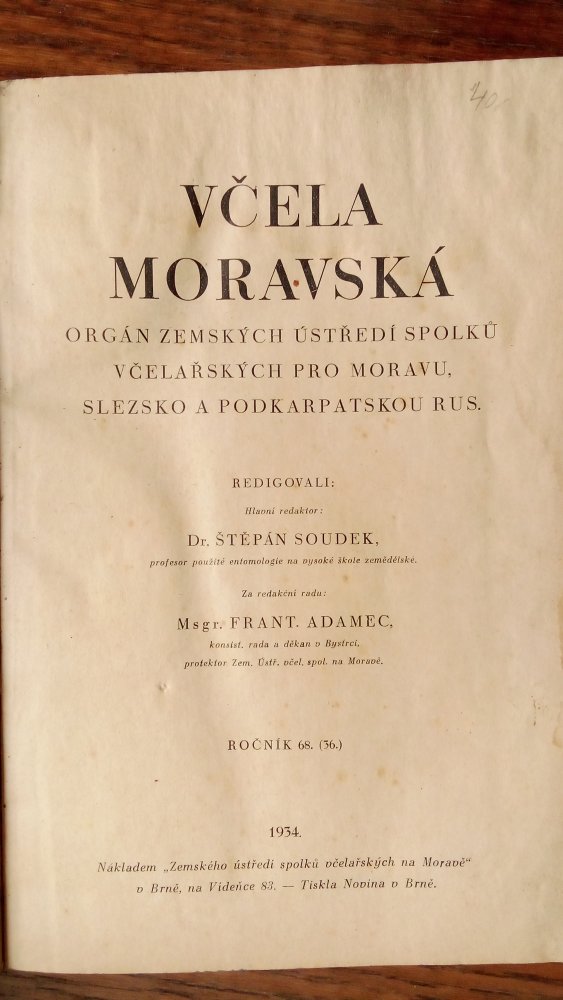 40
VČELA
MORAVSKÁ
ORGÁN ZEMSKÝCH ÚSTŘEDÍ SPOLKŮ
VČELAŘSKÝCH PRO MORAVU,
SLEZSKO A PODKARPATSKOU RUS.
REDIGOVALI:
Hlavní redaktor:
Dr. ŠTĚPÁN SOUDEK,
profesor použité entomologie na vysoké škole zemědělské.
Za redakční radu:
Msgr. FRANT. ADAMEC,
konsist. rada a děkan v Bystrci,
protektor Zem. Ústř. včel. spol. na Moravě.
ROČNÍK 68. (36.)
1934.
Nákladem „Zemského ústředí spolků včelařských na Moravě“
v Brně, na Vídeňce 83. — Tiskla Novina v Brně.